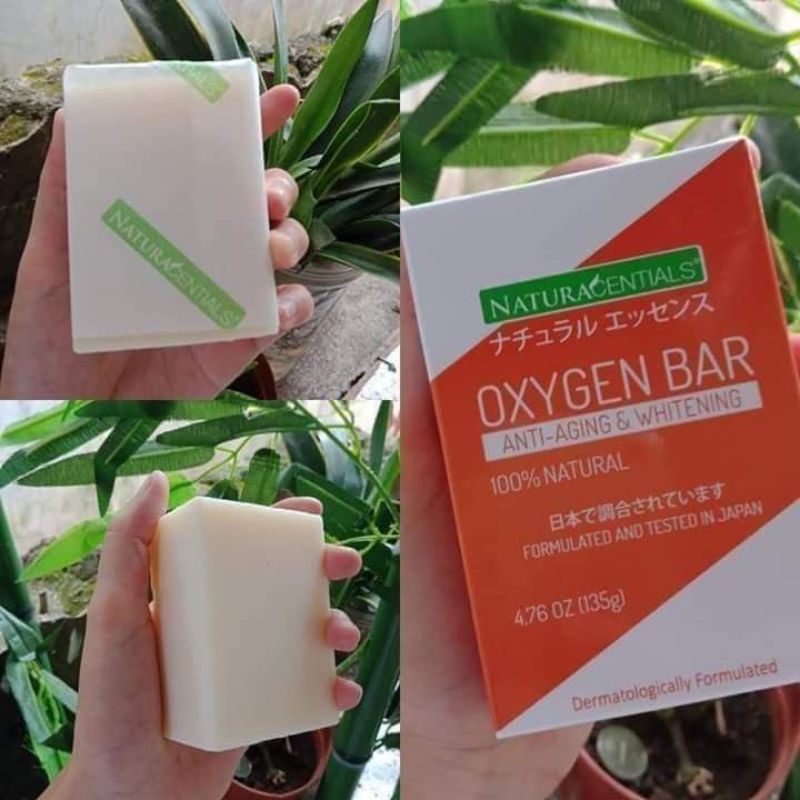 NATURACENTIALS
NATURACENTIALS®
ナチュラル エッセンス
OXYGEN BAR
ANTI-AGING & WHITENING
100% NATURAL
日本で調合されています
FORMULATED AND TESTED IN JAPAN
4.76 OZ (135g)
Dermatologically Formulated